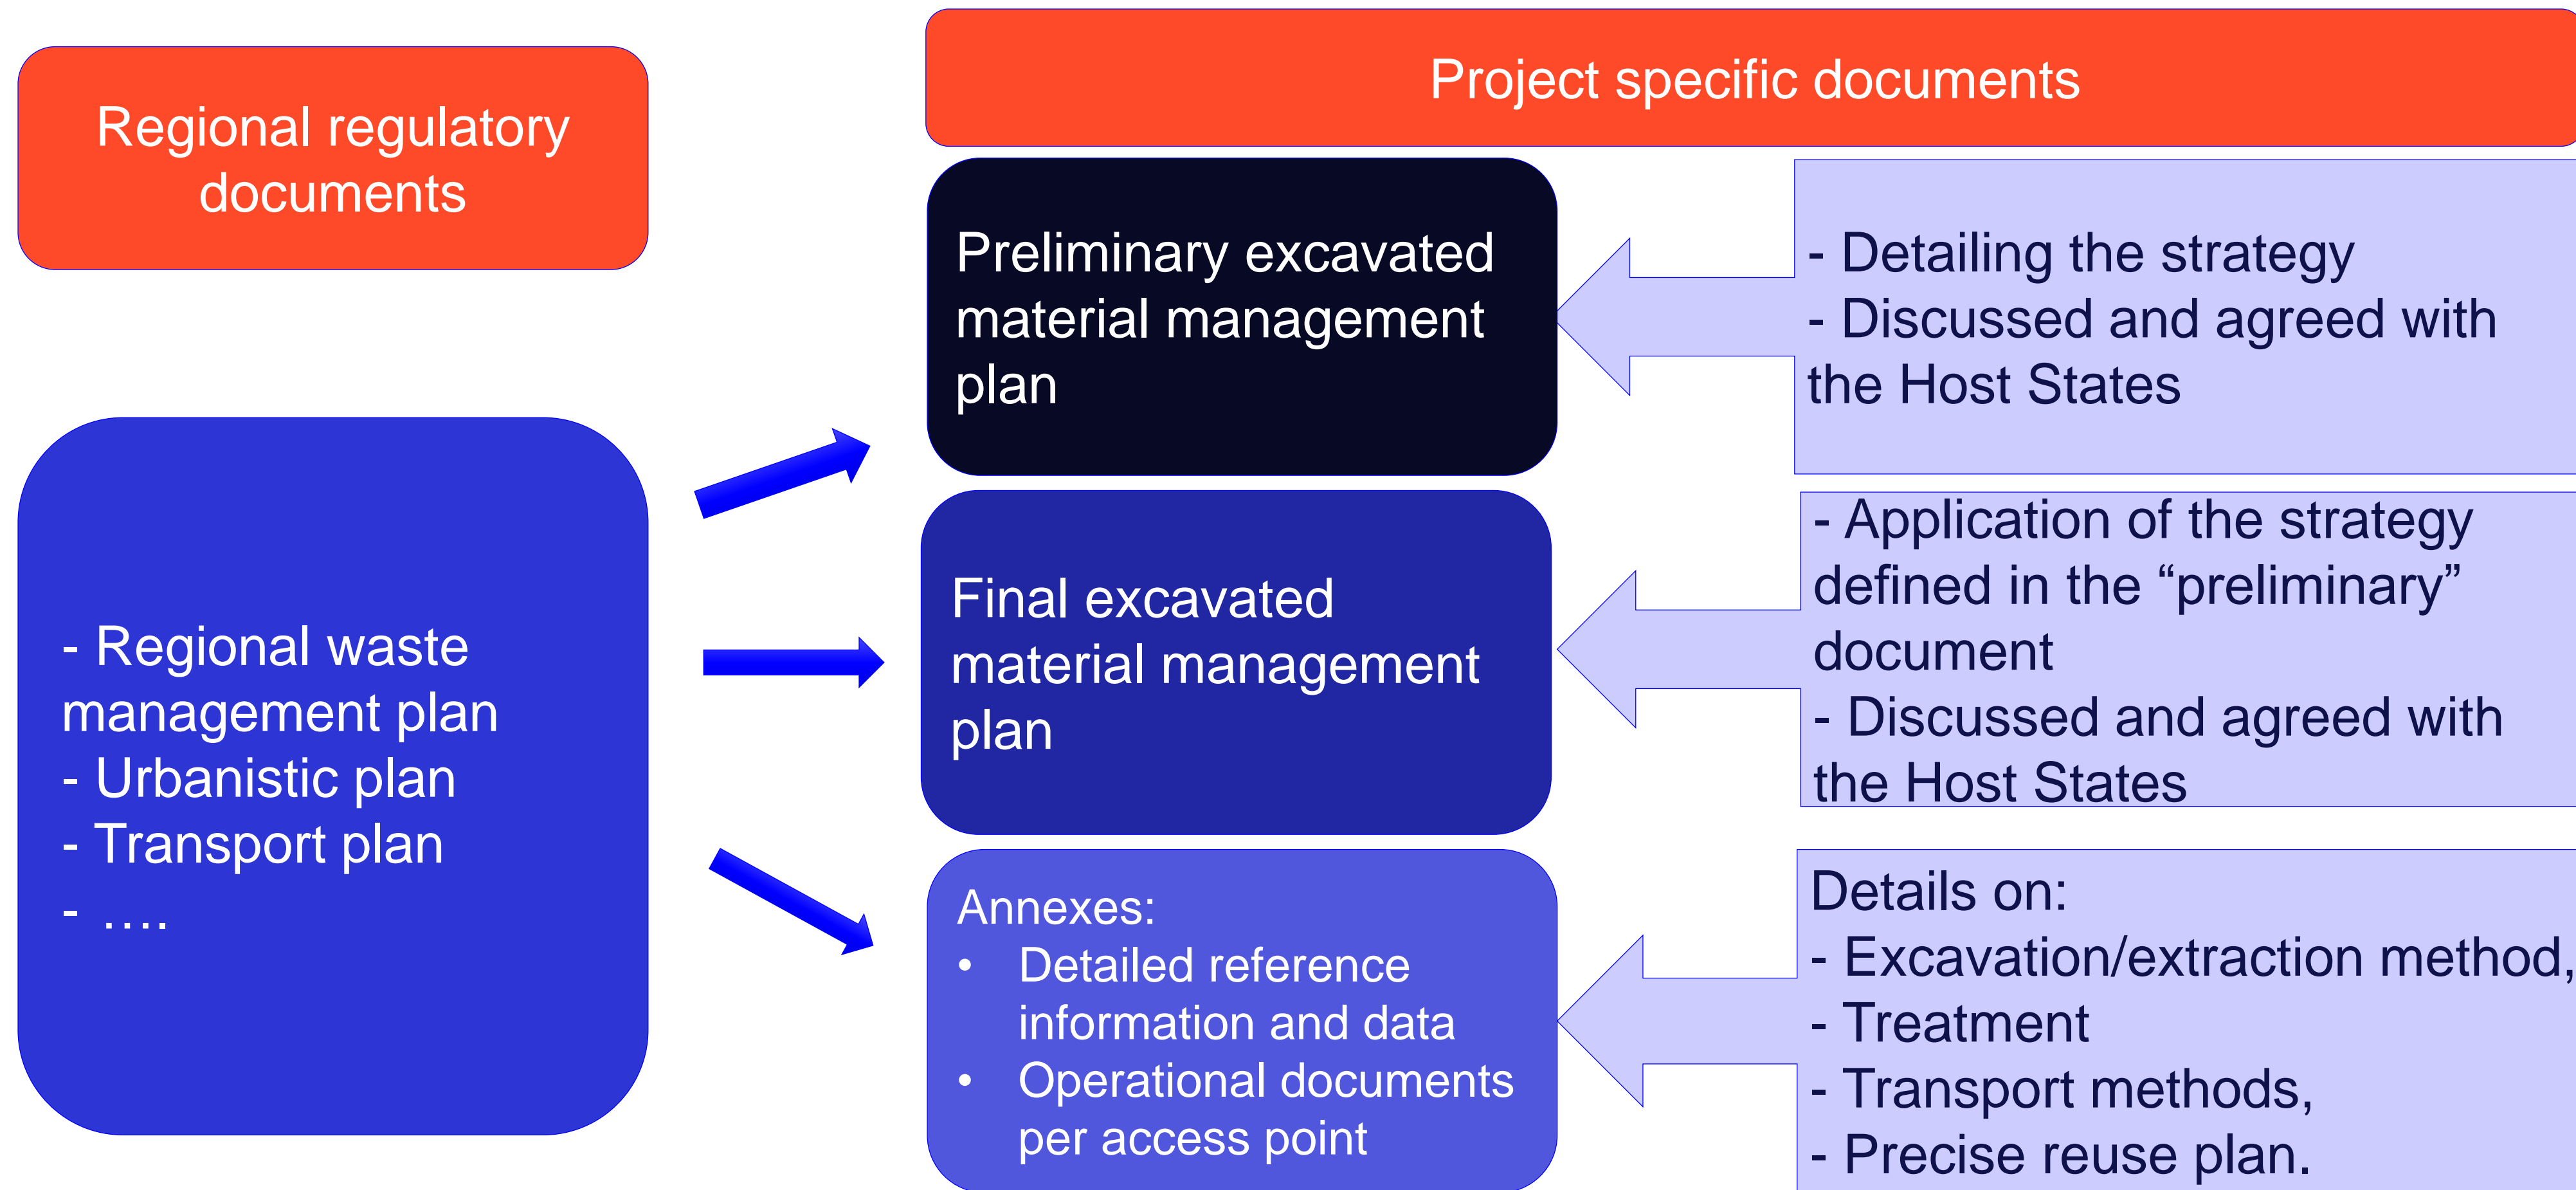 Regional regulatory
documents
- Regional waste
management plan
- Urbanistic plan
- Transport plan
- ....
Project specific documents
Preliminary excavated
material management
plan
- Detailing the strategy
- Discussed and agreed with
the Host States
Final excavated
material management
plan
- Application of the strategy
defined in the “preliminary”
document
- Discussed and agreed with
the Host States
Annexes:
• Detailed reference
information and data
• Operational documents
per access point
Details on:
- Excavation/extraction method,
- Treatment
- Transport methods,
- Precise reuse plan.